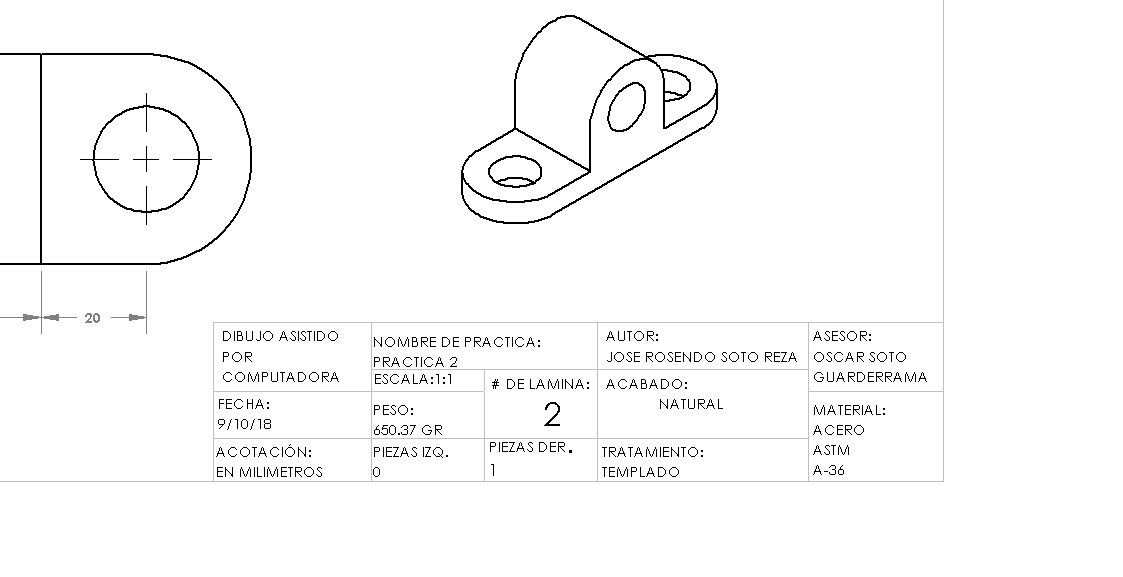 20
DIBUJO ASISTIDO
POR
COMPUTADORA
NOMBRE DE PRACTICA:
PRACTICA 2
AUTOR:
JOSE ROSENDO SOTO REZA
ASESOR:
OSCAR SOTO
GUARDERRAMA
ESCALA:1:1
# DE LAMINA:
2
ACABADO:
NATURAL
FECHA:
9/10/18
PESO:
650.37 GR
MATERIAL:
ACERO
ASTM
A-36
ACOTACIÓN:
EN MILIMETROS
PIEZAS IZQ.
0
PIEZAS DER.
1
TRATAMIENTO:
TEMPLADO